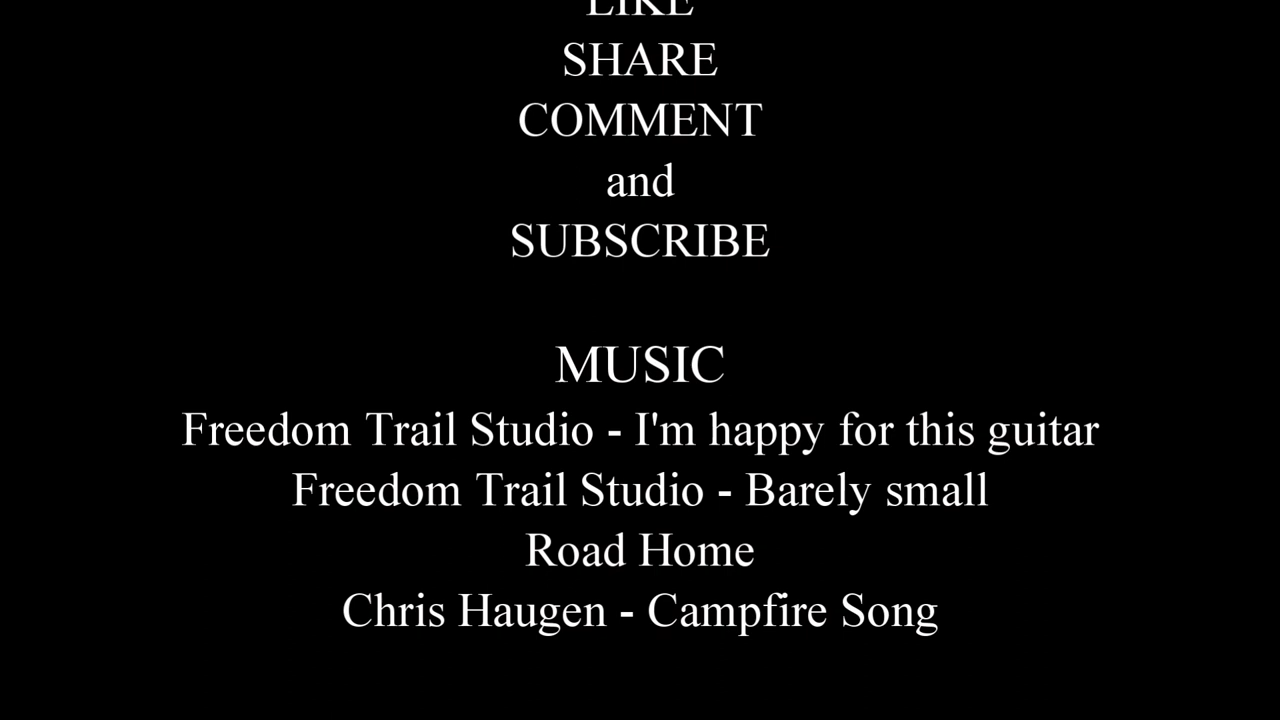 LIKE
SHARE
COMMENT
and
SUBSCRIBE
MUSIC
Freedom Trail Studio - I'm happy for this guitar
Freedom Trail Studio - Barely small
Road Home
Chris Haugen - Campfire Song